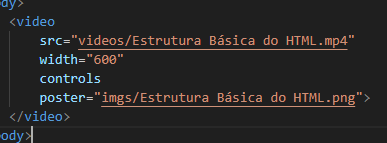 ody>
<video
src="videos/Estrutura Básica do HTML.mp4"
width="600"
controls
poster="imgs/Estrutura Básica do HTML.png">
</video>
ody>